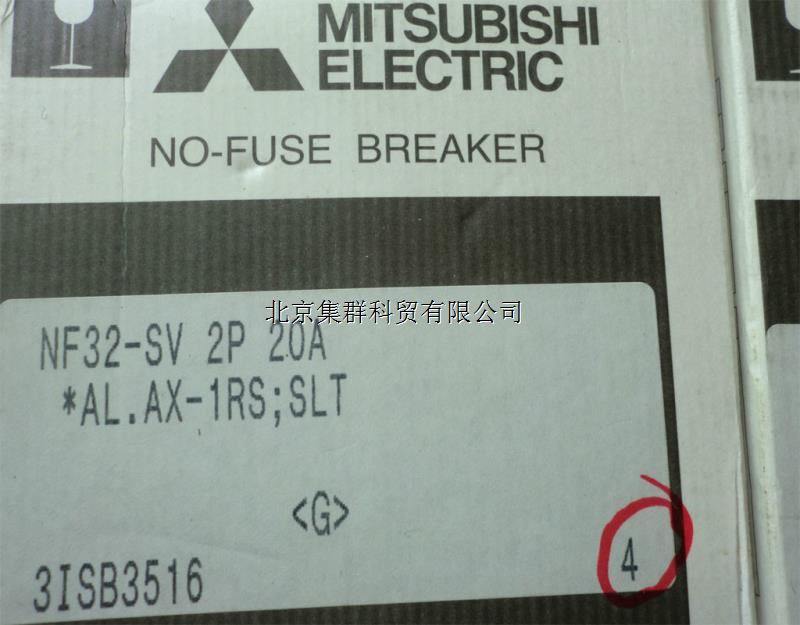 MITSUBISHI
ELECTRIC
NO-FUSE BREAKER
北京集群科贸有限公司
NF32-SV 2P 20A
*AL.AX-1RS;SLT
<G>
4
3ISB3516